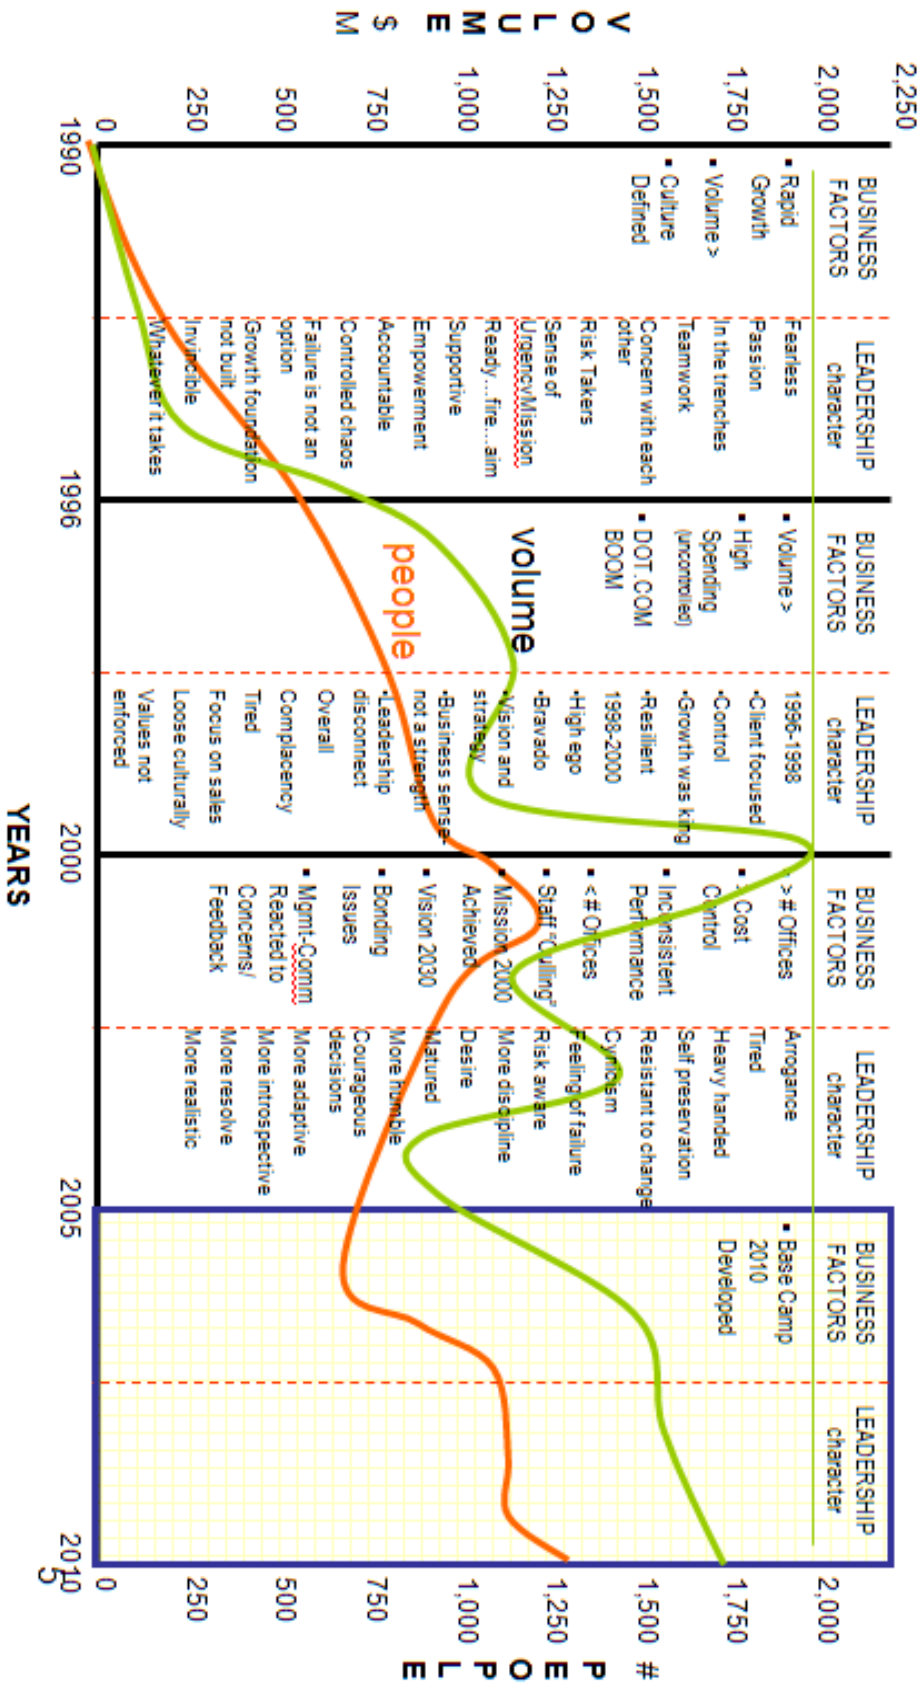 VOLUME
$ M
2,250
2,000
1,750
1,500
1,250
1,000
750
500
250
0
BUSINESS
FACTORS
▪ Rapid
Growth
▪ Volume >
▪ Culture
Defined
LEADERSHIP
character
Fearless
Passion
In the trenches
Teamwork
Concern with each
other
Risk Takers
Sense of
UrgencyMission
Ready…fire…aim
Supportive
Empowerment
Accountable
Controlled chaos
Failure is not an
option
Growth foundation
not built
Invincible
Whatever it takes
BUSINESS
FACTORS
▪ Volume >
▪ High
Spending
(uncontrolled)
▪ DOT.COM
BOOM
volume
people
LEADERSHIP
character
1996-1998
•Client focused
•Control
•Growth was king
•Resilient
1998-2000
•High ego
•Bravado
•Vision and
strategy
•Business sense-
not a strength
•Leadership
disconnect
Overall
Complacency
Tired
Focus on sales
Loose culturally
Values not
enforced
BUSINESS
FACTORS
> # Offices
▪ Cost
Control
▪ Inconsistent
Performance
▪ < # Offices
▪ Staff "Culling"
▪ Mission 2000
Achieved
▪ Vision 2030
▪ Bonding
Issues
▪ Mgmt-Comm
Reacted to
Concerns/
Feedback
LEADERSHIP
character
Arrogance
Tired
Heavy handed
Self preservation
Resistant to change
Cynicism
Feeling of failure
Risk aware
More discipline
Desire
Matured
More humble
Courageous
decisions
More adaptive
More introspective
More resolve
More realistic
BUSINESS
FACTORS
▪ Base Camp
2010
Developed
LEADERSHIP
character
2,000
1,750
1,500
1,250
1,000
750
500
250
0
# PEOPLE
1990
1996
2000
2005
2010
YEARS
5